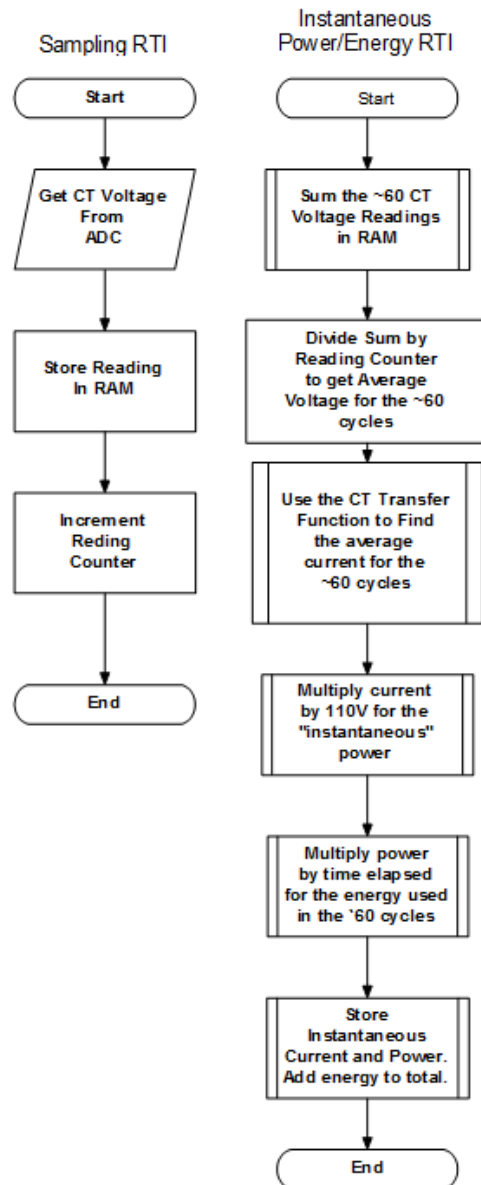 Sampling RTI
Start
Get CT Voltage
From
ADC
Store Reading
In RAM
Increment
Reding
Counter
End
Instantaneous
Power/Energy RTI
Start
Sum the ~60 CT
Voltage Readings
in RAM
Divide Sum by
Reading Counter
to get Average
Voltage for the ~60
cycles
Use the CT Transfer
Function to Find
the average
current for the
~60 cycles
Multiply current
by 110V for the
"instantaneous"
power
Multiply power
by time elapsed
for the energy used
in the `60 cycles
Store
Instantaneous
Current and Power.
Add energy to total.
End